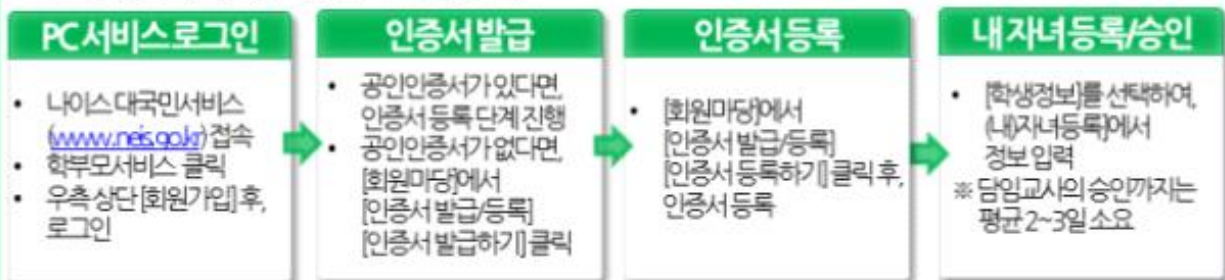 PC서비스 로그인
• 나이스 대국민서비스
(www.neis.go.kr) 접속
• 학부모서비스 클릭
• 우측 상단 [회원가입] 후,
로그인
인증서 발급
• 공인인증서가 있다면,
인증서 등록 단계 진행
• 공인인증서가 없다면,
[회원마당]에서
[인증서 발급/등록]
[인증서 발급하기] 클릭
인증서 등록
• [회원마당]에서
[인증서 발급/등록]
[인증서 등록하기] 클릭 후,
인증서 등록
내 자녀 등록/승인
• [학생정보]를 선택하여,
(내)자녀등록]에서
정보 입력
※ 담임교사의 승인까지는
평균 2~3일 소요